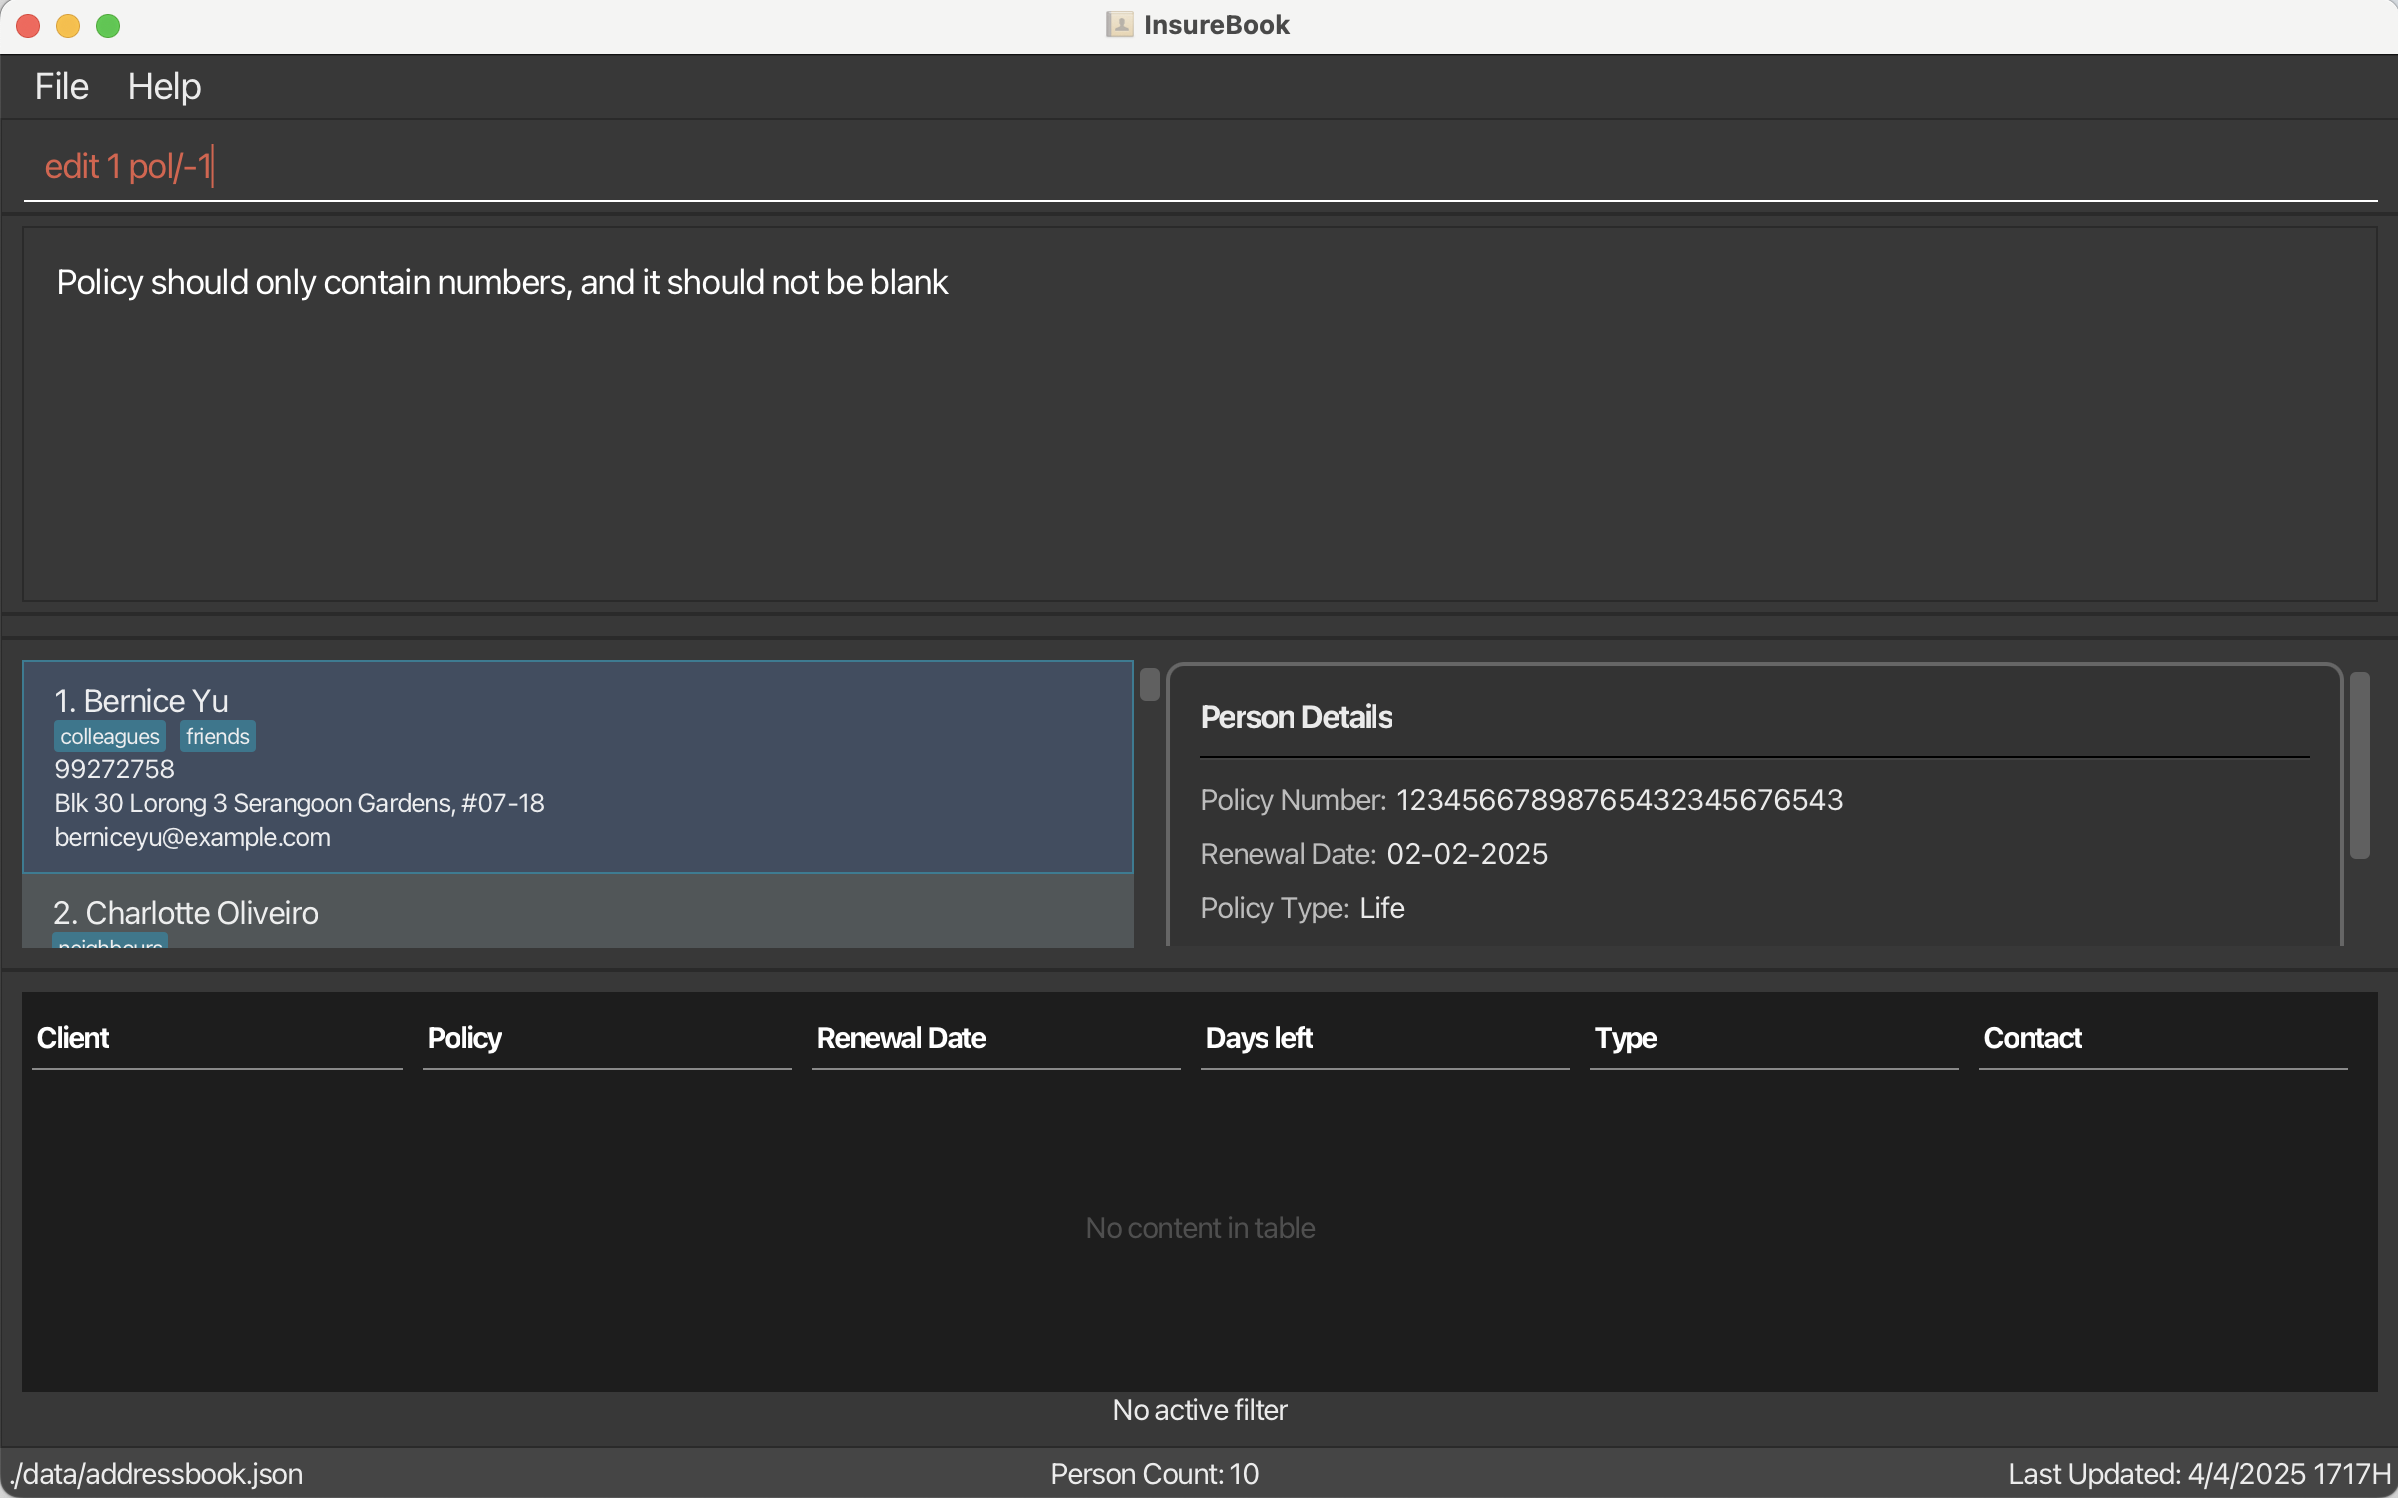 InsureBook
File Help
edit 1 pol/-1
Policy should only contain numbers, and it should not be blank
1. Bernice Yu
colleagues friends
99272758
Blk 30 Lorong 3 Serangoon Gardens, #07-18
berniceyu@example.com
2. Charlotte Oliveiro
neighbours
Person Details
Policy Number: 12345667898765432345676543
Renewal Date: 02-02-2025
Policy Type: Life
Client Policy Renewal Date Days left Type Contact
No content in table
No active filter
./data/addressbook.json Person Count: 10 Last Updated: 4/4/2025 1717H